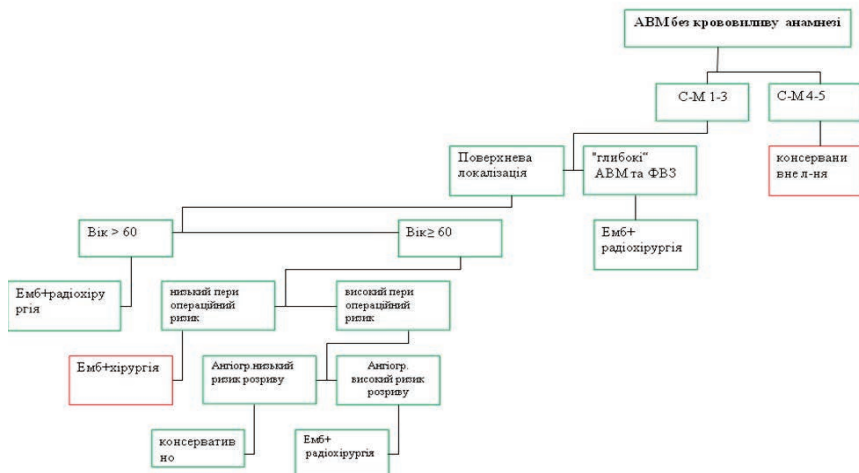 АВМ без крововиливу анамнезі
С-М 1-3
С-М 4-5
Поверхнева
локалізація
"глибокі"
АВМ та ФВЗ
консервани
вне л-ня
Вік > 60
Вік≥ 60
Емб+
радіохірургія
Емб+радіохіру
ргія
низький пери
операційний
ризик
високий пери
операційний
ризик
Емб+хірургія
Ангіогр.низький
ризик розриву
Ангіогр.
високий ризик
розриву
консерватив
но
Емб+
радіохірургія